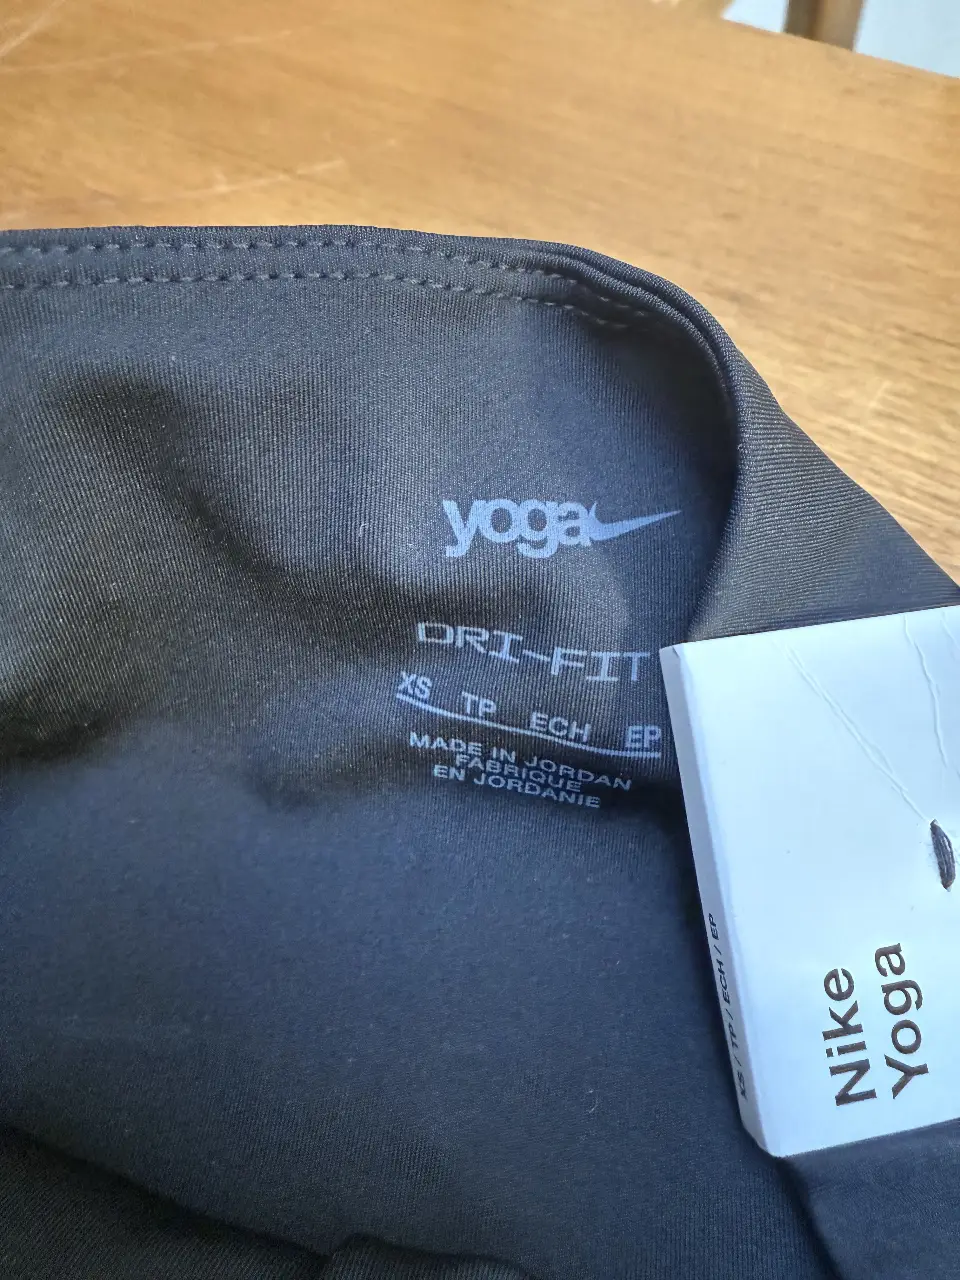 yoga
DRI-FIT
XS TP ECH EP
MADE IN JORDAN
FABRIQUE
EN JORDANIE
XS / TP / ECH / EP
Nike
Yoga